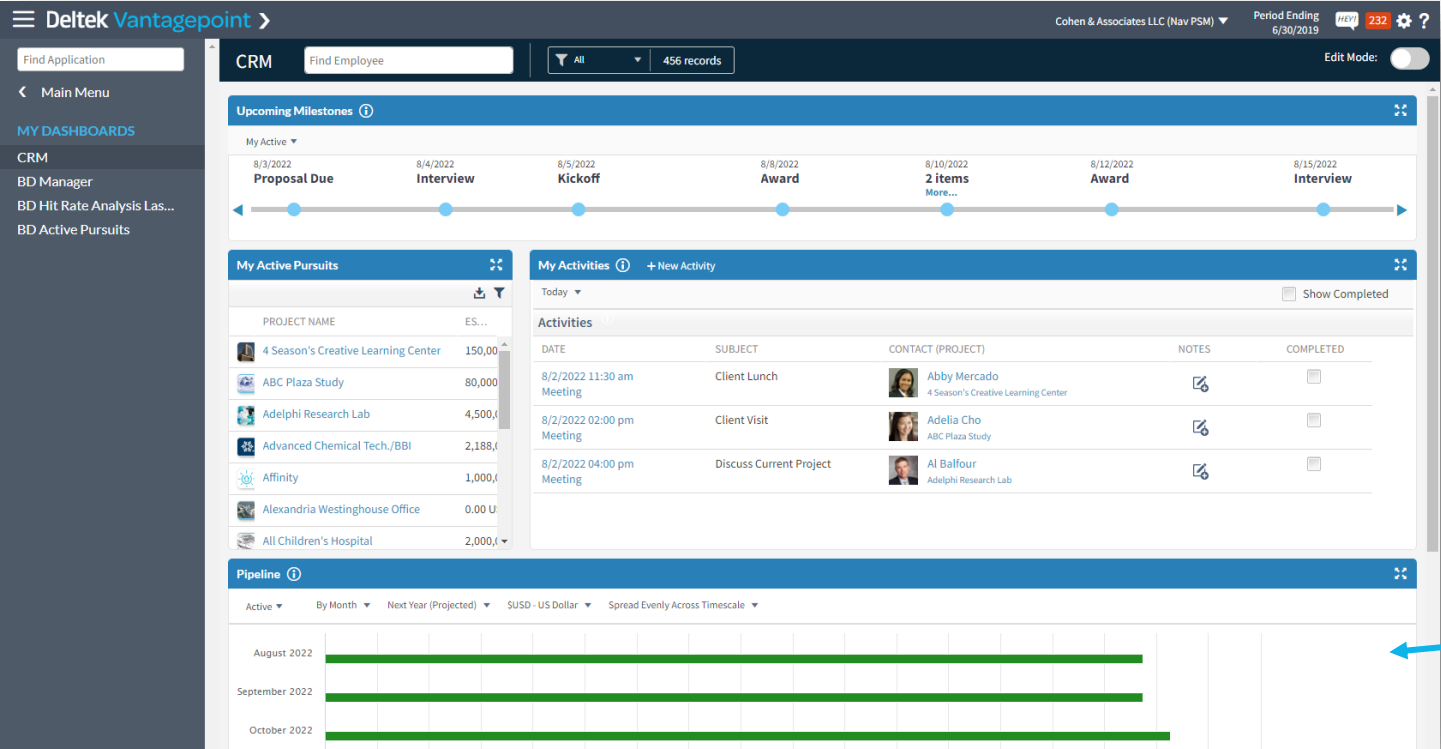 Deltek Vantagepoint
Cohen & Associates LLC (Nav PSM)
Period Ending
6/30/2019
HEY!
232
?
Find Application
Main Menu
MY DASHBOARDS
CRM
BD Manager
BD Hit Rate Analysis Las...
BD Active Pursuits
CRM
Find Employee
All
456 records
Edit Mode:
Upcoming Milestones
My Active
8/3/2022
Proposal Due
8/4/2022
Interview
8/5/2022
Kickoff
8/8/2022
Award
8/10/2022
2 items
More...
8/12/2022
Award
8/15/2022
Interview
My Active Pursuits
PROJECT NAME ES...
4 Season's Creative Learning Center 150,00
ABC Plaza Study 80,000
Adelphi Research Lab 4,500,(
Advanced Chemical Tech./BBI 2,188,(
Affinity 1,000,(
Alexandria Westinghouse Office 0.00 U
All Children's Hospital 2,000,(
My Activities + New Activity
Today
Show Completed
Activities
DATE SUBJECT CONTACT (PROJECT) NOTES COMPLETED
8/2/2022 11:30 am Client Lunch Abby Mercado
Meeting 4 Season's Creative Learning Center
8/2/2022 02:00 pm Client Visit Adelia Cho
Meeting ABC Plaza Study
8/2/2022 04:00 pm Discuss Current Project Al Balfour
Meeting Adelphi Research Lab
Pipeline
Active By Month Next Year (Projected) $USD - US Dollar Spread Evenly Across Timescale
August 2022
September 2022
October 2022